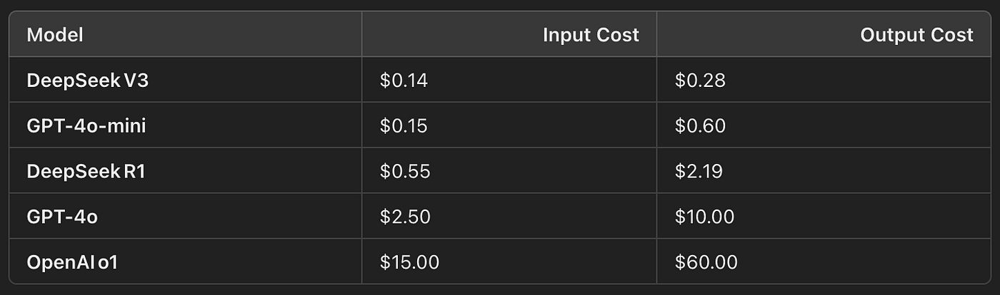 Model Input Cost Output Cost
DeepSeek V3 $0.14 $0.28
GPT-4o-mini $0.15 $0.60
DeepSeek R1 $0.55 $2.19
GPT-4o $2.50 $10.00
OpenAI o1 $15.00 $60.00